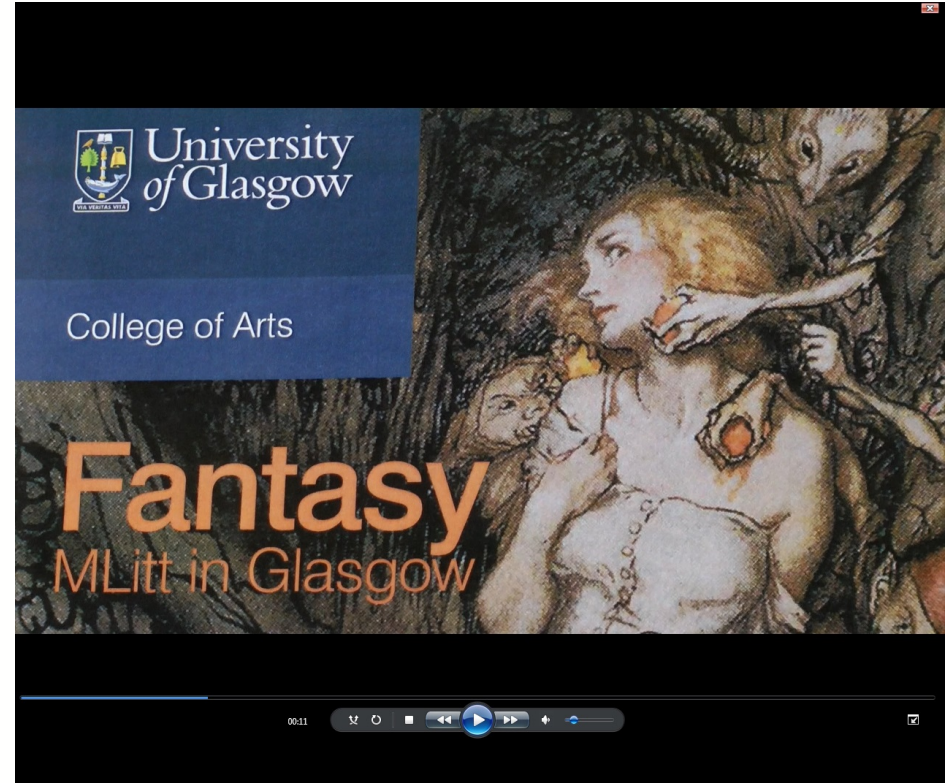 University
of Glasgow
VIA VERITAS VITA
College of Arts
Fantasy
MLitt in Glasgow
00:11